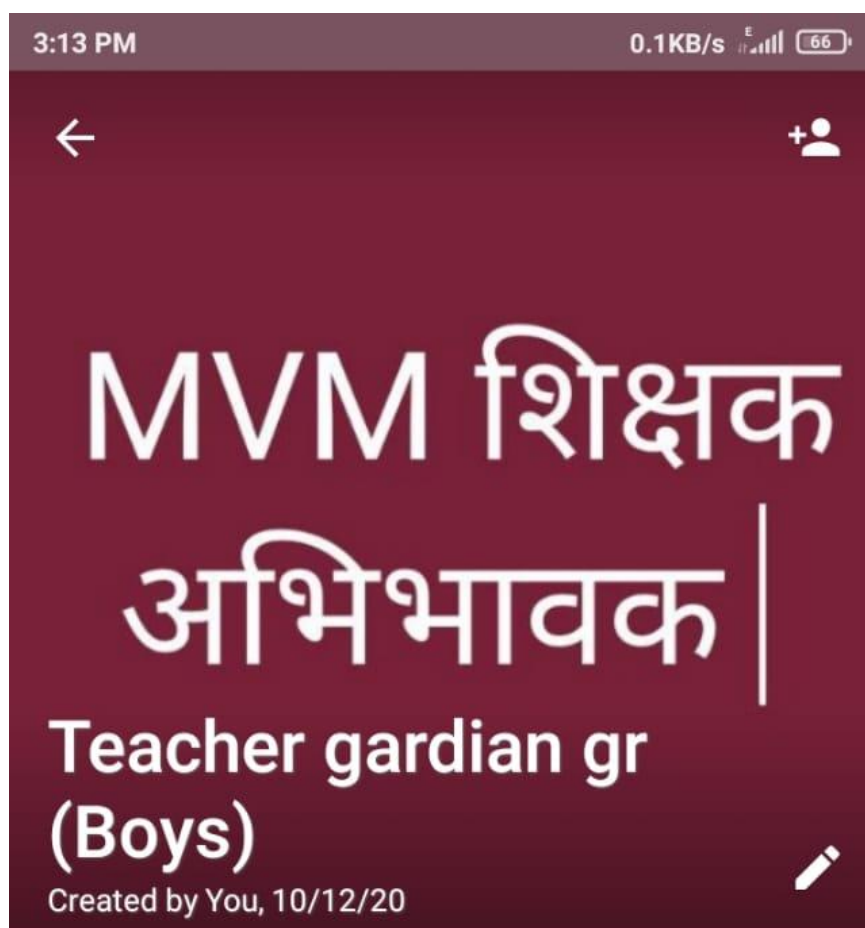 3:13 PM 0.1KB/s E 66
MVM शिक्षक
अभिभावक
Teacher gardian gr
(Boys)
Created by You, 10/12/20